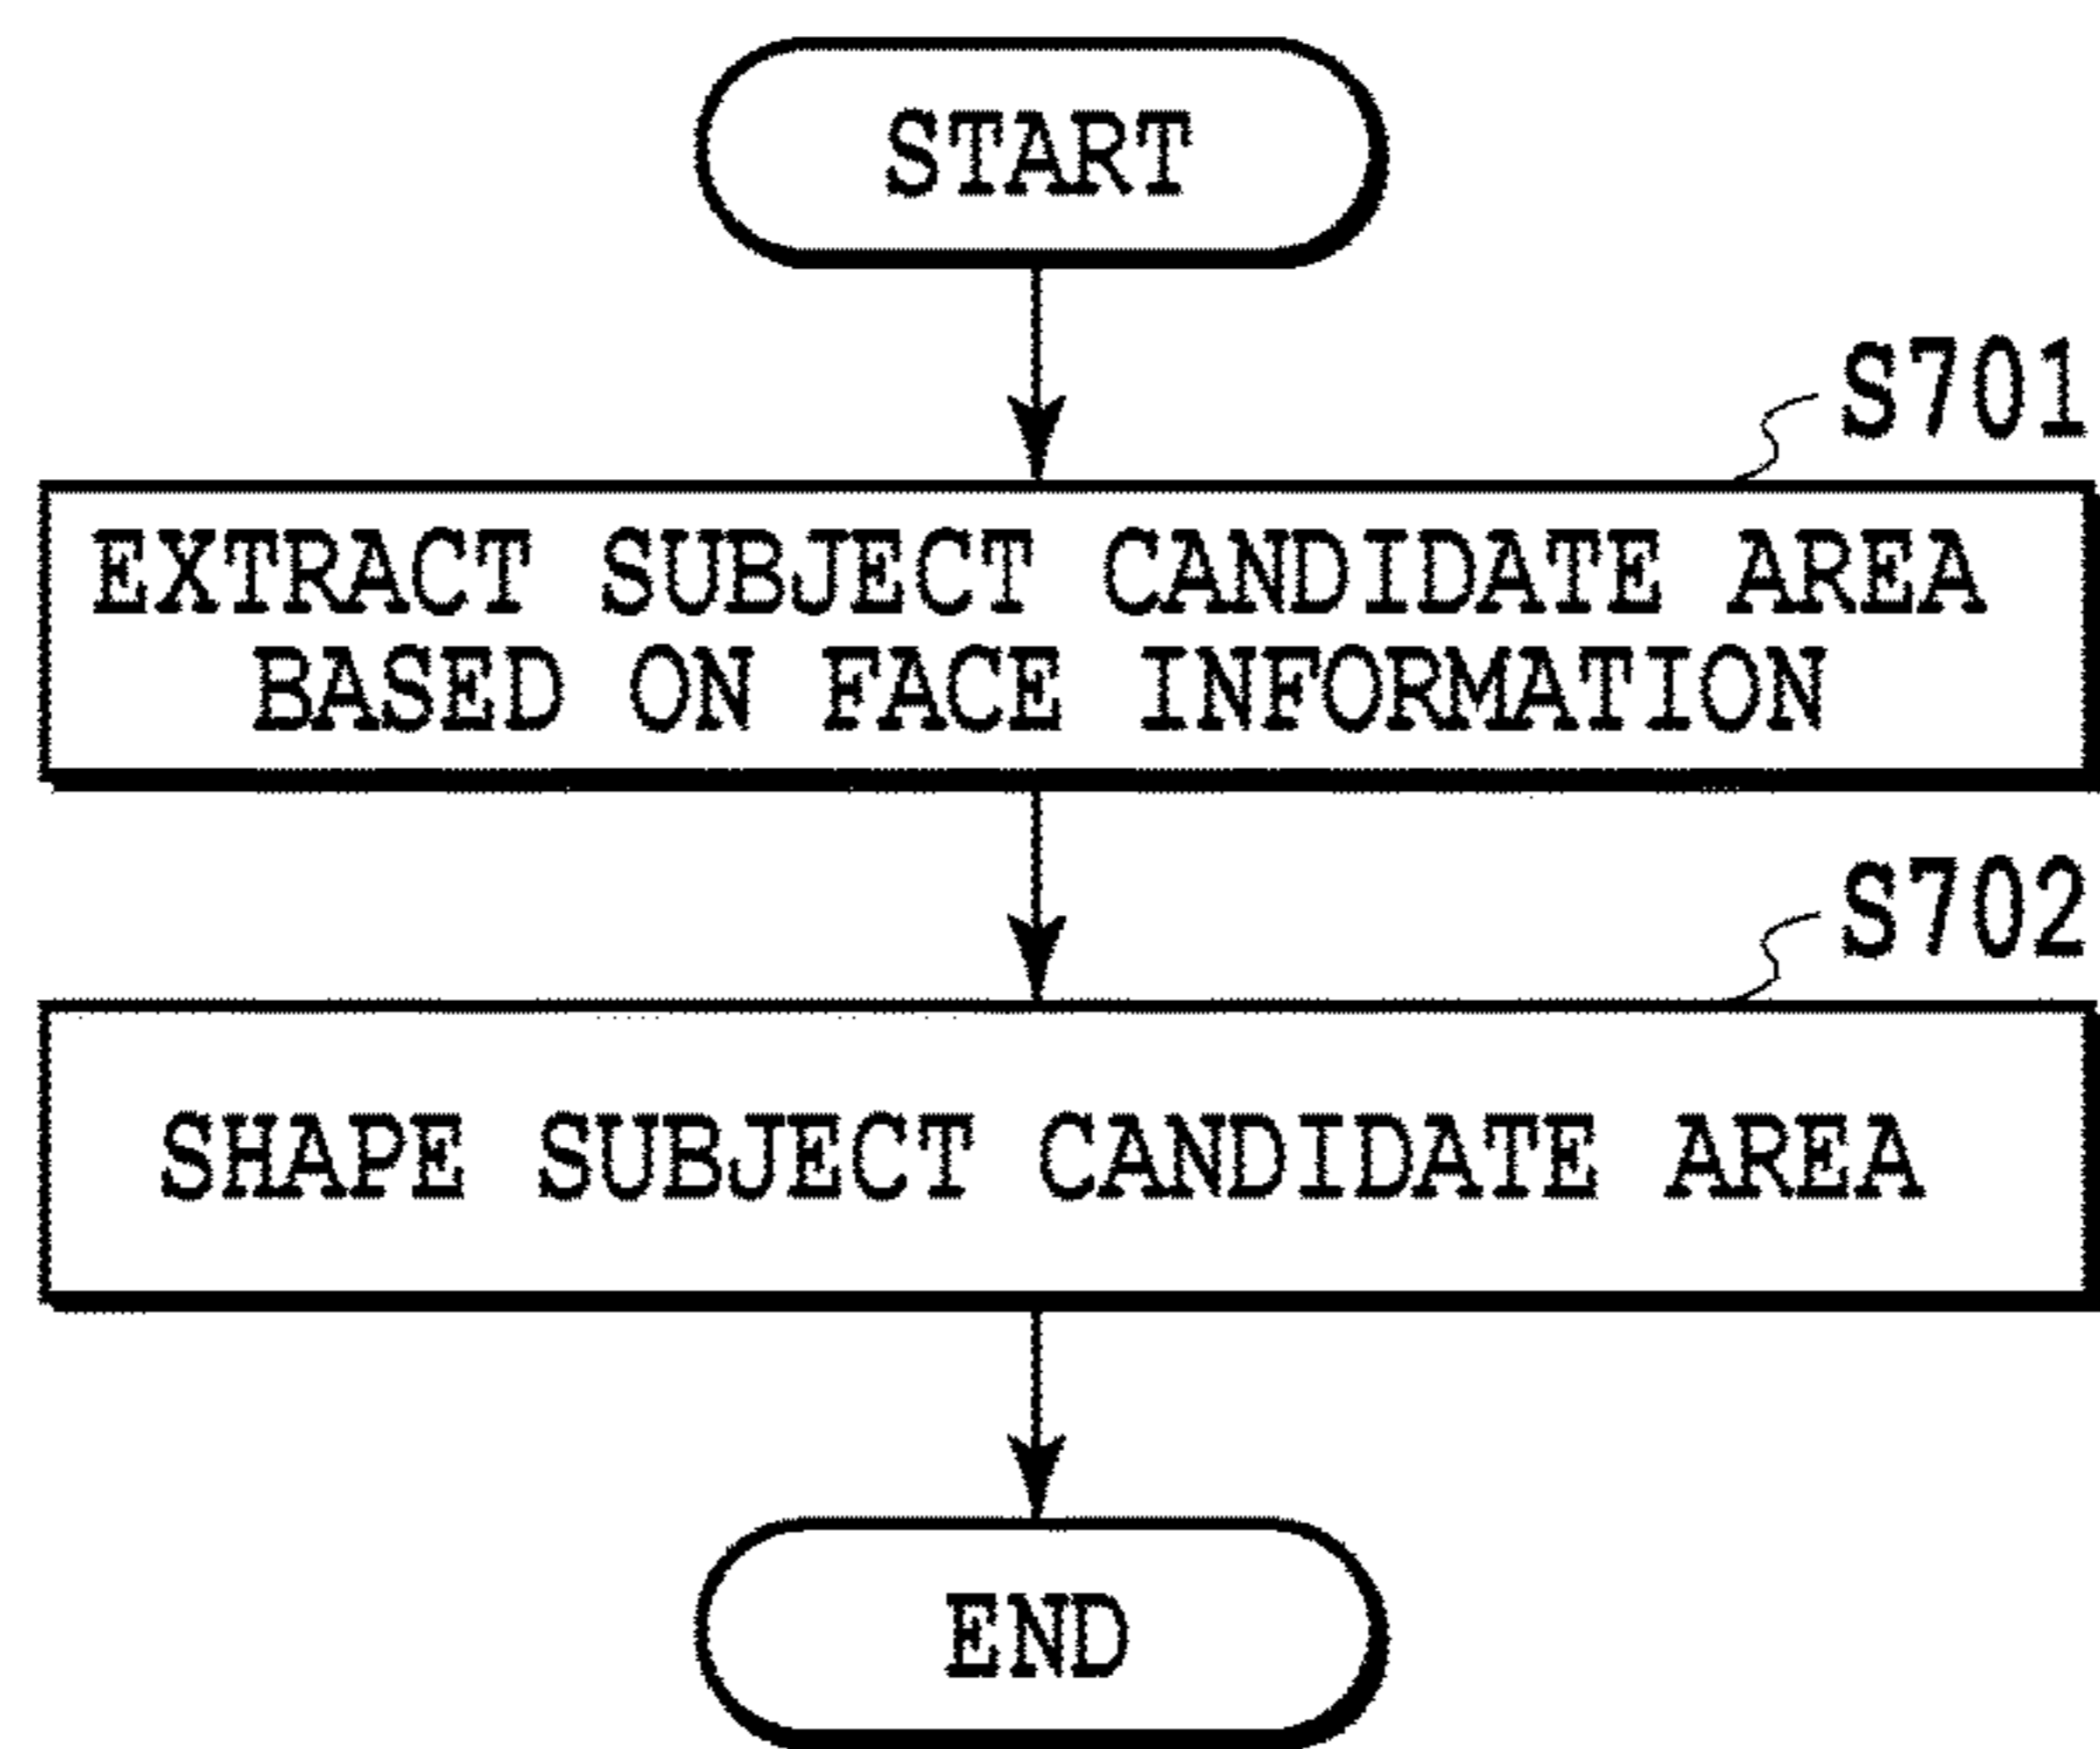 START
S701
EXTRACT SUBJECT CANDIDATE AREA
BASED ON FACE INFORMATION
S702
SHAPE SUBJECT CANDIDATE AREA
END